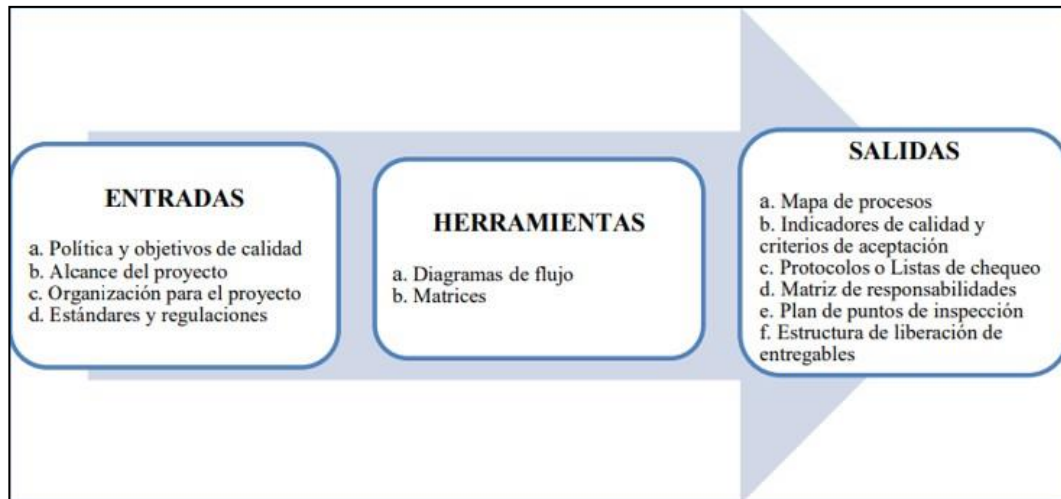 ENTRADAS
a. Política y objetivos de calidad
b. Alcance del proyecto
c. Organización para el proyecto
d. Estándares y regulaciones
HERRAMIENTAS
a. Diagramas de flujo
b. Matrices
SALIDAS
a. Mapa de procesos
b. Indicadores de calidad y
criterios de aceptación
c. Protocolos o Listas de chequeo
d. Matriz de responsabilidades
e. Plan de puntos de inspección
f. Estructura de liberación de
entregables